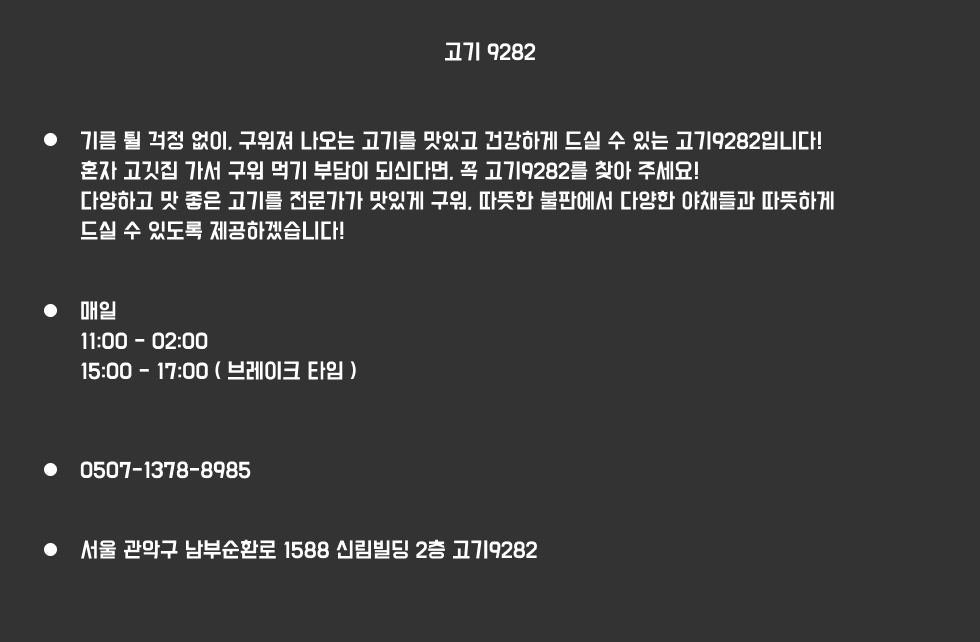 고기 9282
● 기름 튈 걱정 없이, 구워져 나오는 고기를 맛있고 건강하게 드실 수 있는 고기9282입니다!
혼자 고깃집 가서 구워 먹기 부담이 되신다면, 꼭 고기9282를 찾아 주세요!
다양하고 맛 좋은 고기를 전문가가 맛있게 구워, 따뜻한 불판에서 다양한 야채들과 따뜻하게
드실 수 있도록 제공하겠습니다!
● 매일
11:00 - 02:00
15:00 - 17:00 ( 브레이크 타임 )
● 0507-1378-8985
● 서울 관악구 남부순환로 1588 신림빌딩 2층 고기9282